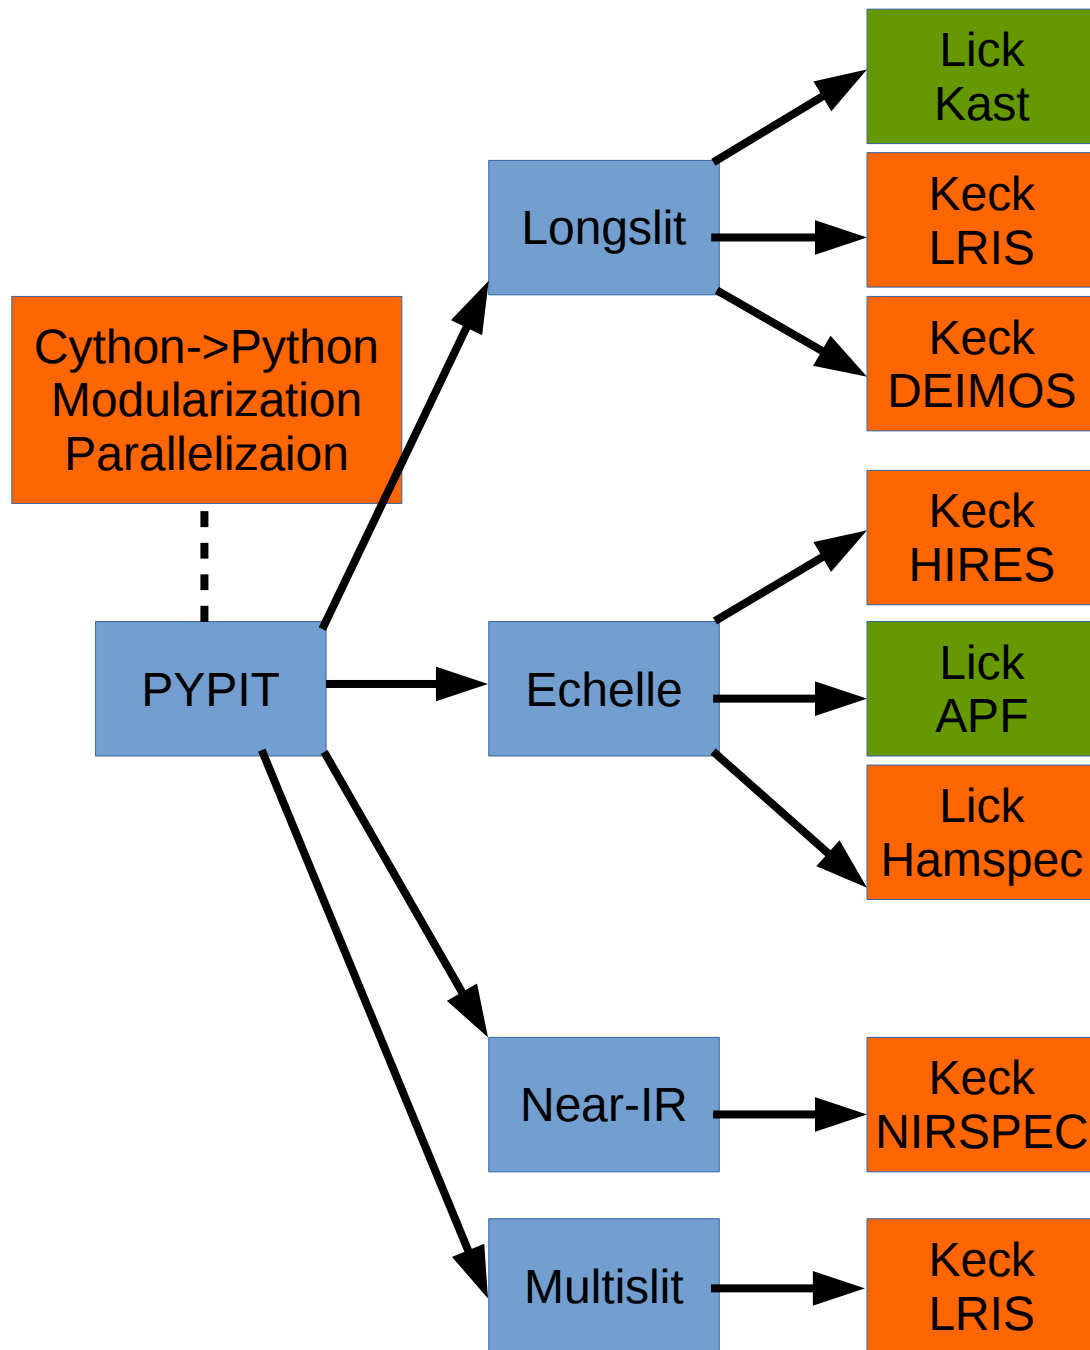 Lick
Kast
Longslit
Keck
LRIS
Keck
DEIMOS
Cython->Python
Modularization
Parallelizaion
Keck
HIRES
PYPIT
Echelle
Lick
APF
Lick
Hamspec
Near-IR
Keck
NIRSPEC
Multislit
Keck
LRIS